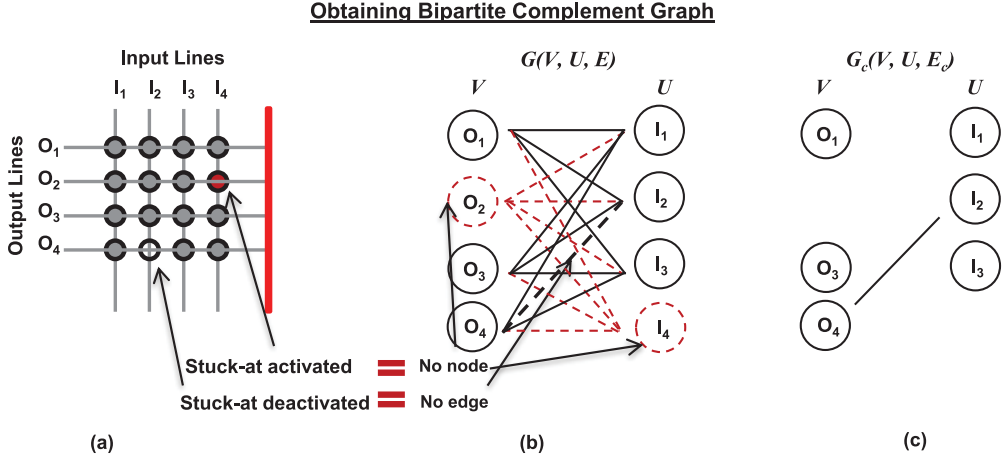 Obtaining Bipartite Complement Graph
Input Lines
I1 I2 I3 I4
Output Lines
O1
O2
O3
O4
Stuck-at activated = No node
Stuck-at deactivated = No edge
(a)
G(V, U, E)
V U
O1 I1
O2 I2
O3 I3
O4 I4
(b)
Gc(V, U, Ec)
V U
O1 I1
I2
O3 I3
O4
(c)